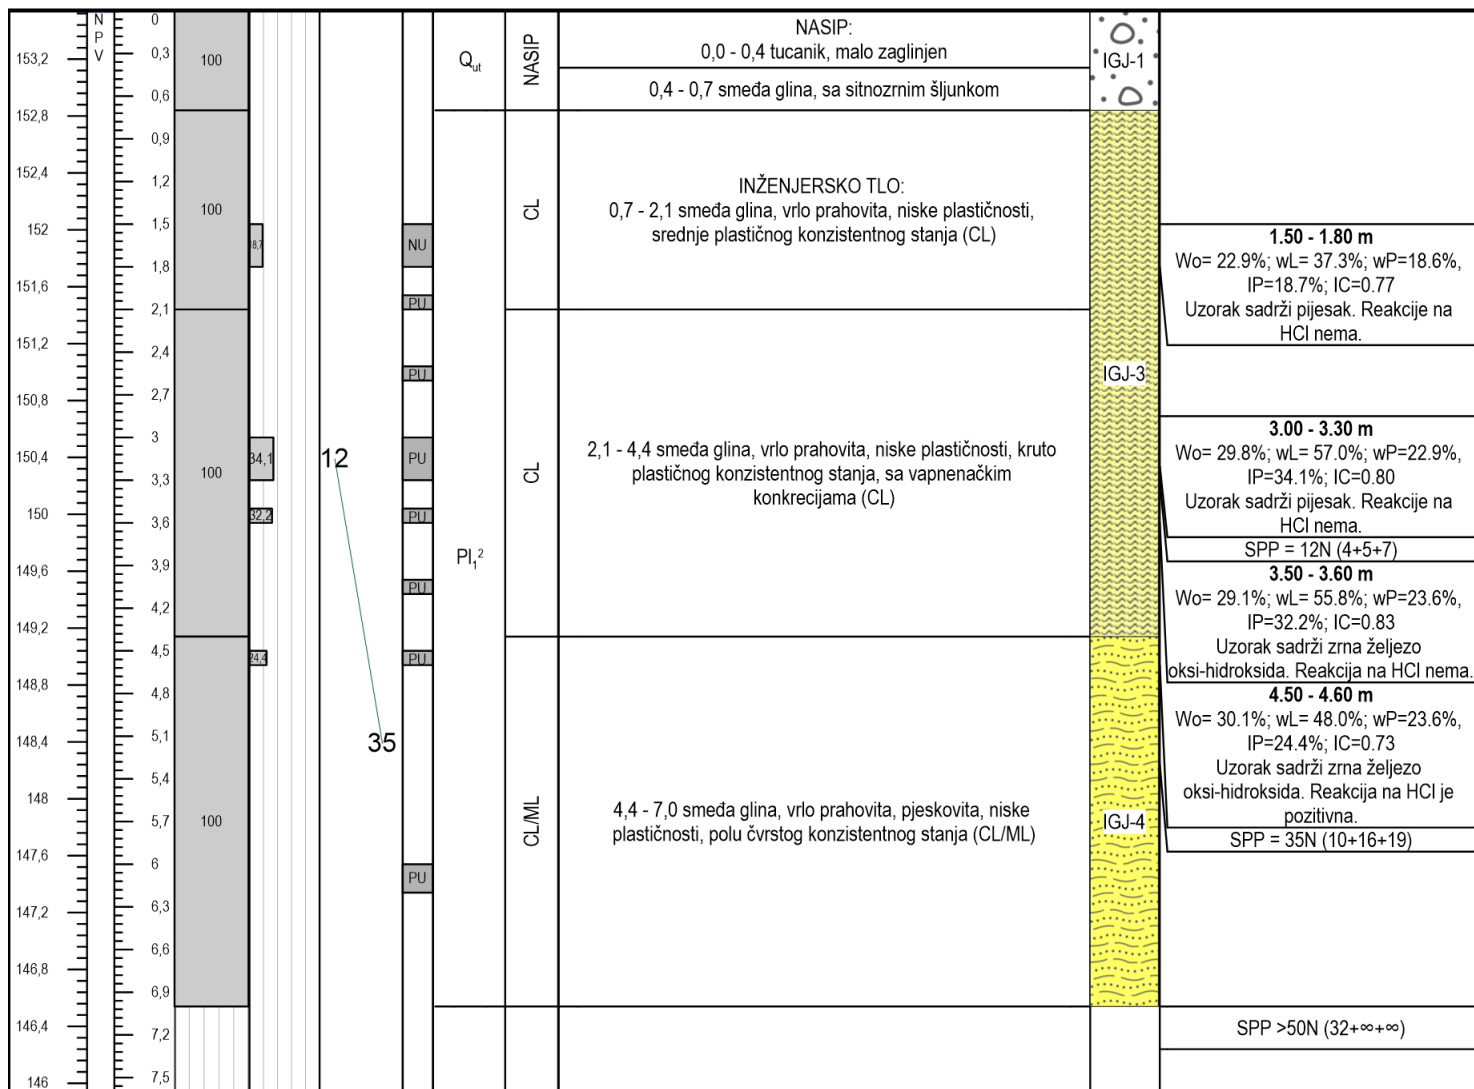 153,2
152,8
152,4
152
151,6
151,2
150,8
150,4
150
149,6
149,2
148,8
148,4
148
147,6
147,2
146,8
146,4
146
N
P
V
0
0,3
0,6
0,9
1,2
1,5
1,8
2,1
2,4
2,7
3
3,3
3,6
3,9
4,2
4,5
4,8
5,1
5,4
5,7
6
6,3
6,6
6,9
7,2
7,5
100
100
100
100
34,1
32,2
24,4
12
35
NU
PU
PU
PU
PU
PU
PU
PU
Qut
Pl₁²
NASIP
CL
CL
CL/ML
NASIP:
0,0 - 0,4 tucanik, malo zaglinjen
0,4 - 0,7 smeđa glina, sa sitnozrnim šljunkom
INŽENJERSKO TLO:
0,7 - 2,1 smeđa glina, vrlo prahovita, niske plastičnosti,
srednje plastičnog konzistentnog stanja (CL)
2,1 - 4,4 smeđa glina, vrlo prahovita, niske plastičnosti, kruto
plastičnog konzistentnog stanja, sa vapnenačkim
konkrecijama (CL)
4,4 - 7,0 smeđa glina, vrlo prahovita, pjeskovita, niske
plastičnosti, polu čvrstog konzistentnog stanja (CL/ML)
IGJ-1
IGJ-3
IGJ-4
1.50 - 1.80 m
Wo= 22.9%; wL= 37.3%; wP=18.6%,
IP=18.7%; IC=0.77
Uzorak sadrži pijesak. Reakcije na
HCl nema.
3.00 - 3.30 m
Wo= 29.8%; wL= 57.0%; wP=22.9%,
IP=34.1%; IC=0.80
Uzorak sadrži pijesak. Reakcije na
HCl nema.
SPP = 12N (4+5+7)
3.50 - 3.60 m
Wo= 29.1%; wL= 55.8%; wP=23.6%,
IP=32.2%; IC=0.83
Uzorak sadrži zrna željezo
oksi-hidroksida. Reakcija na HCl nema.
4.50 - 4.60 m
Wo= 30.1%; wL= 48.0%; wP=23.6%,
IP=24.4%; IC=0.73
Uzorak sadrži zrna željezo
oksi-hidroksida. Reakcija na HCl je
pozitivna.
SPP = 35N (10+16+19)
SPP >50N (32+∞+∞)